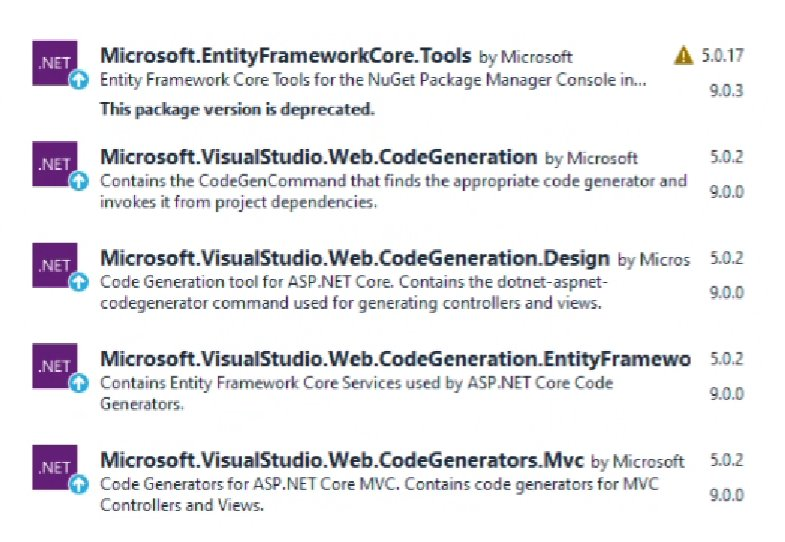 .NET Microsoft.EntityFrameworkCore.Tools by Microsoft 5.0.17
Entity Framework Core Tools for the NuGet Package Manager Console in... 9.0.3
This package version is deprecated.
.NET Microsoft.VisualStudio.Web.CodeGeneration by Microsoft 5.0.2
Contains the CodeGenCommand that finds the appropriate code generator and 9.0.0
invokes it from project dependencies.
.NET Microsoft.VisualStudio.Web.CodeGeneration.Design by Micros 5.0.2
Code Generation tool for ASP.NET Core. Contains the dotnet-aspnet- 9.0.0
codegenerator command used for generating controllers and views.
.NET Microsoft.VisualStudio.Web.CodeGeneration.EntityFramewo 5.0.2
Contains Entity Framework Core Services used by ASP.NET Core Code 9.0.0
Generators.
.NET Microsoft.VisualStudio.Web.CodeGenerators.Mvc by Microsoft 5.0.2
Code Generators for ASP.NET Core MVC. Contains code generators for MVC 9.0.0
Controllers and Views.